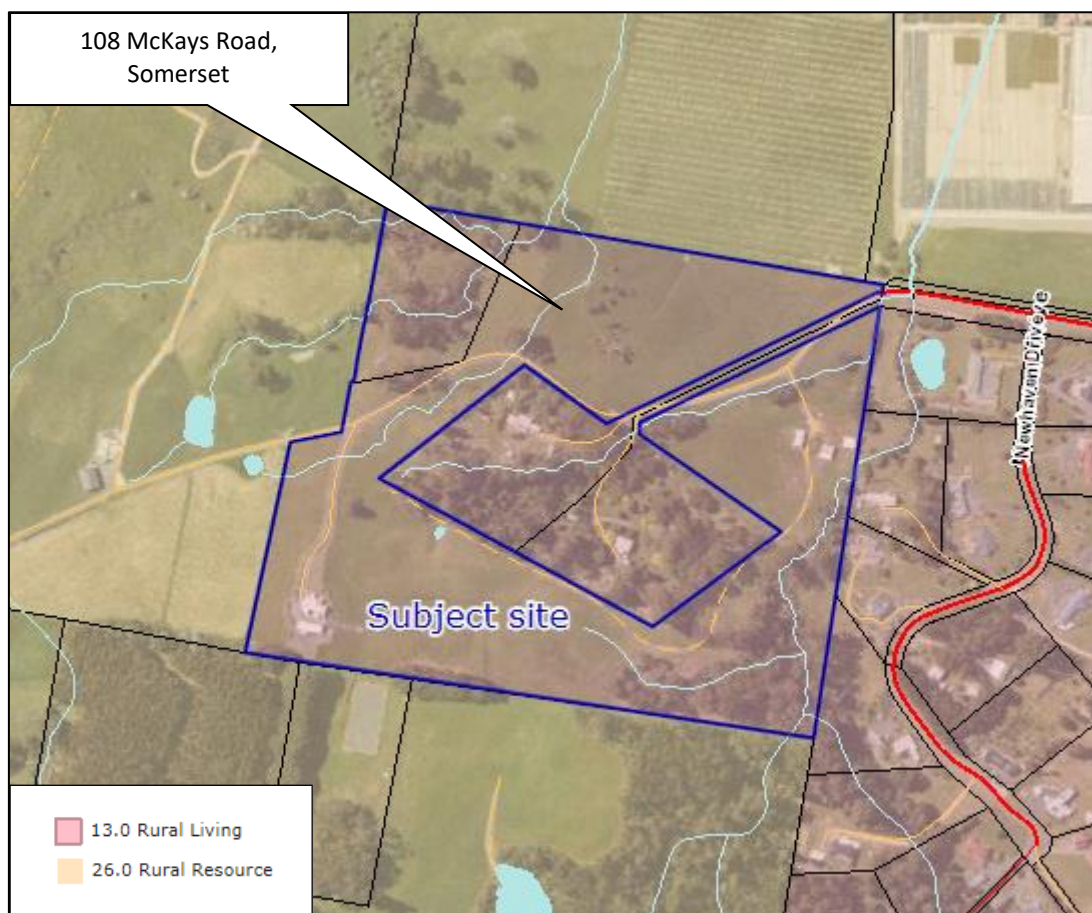 108 McKays Road,
Somerset
Newhaven Drive
Subject site
13.0 Rural Living
26.0 Rural Resource